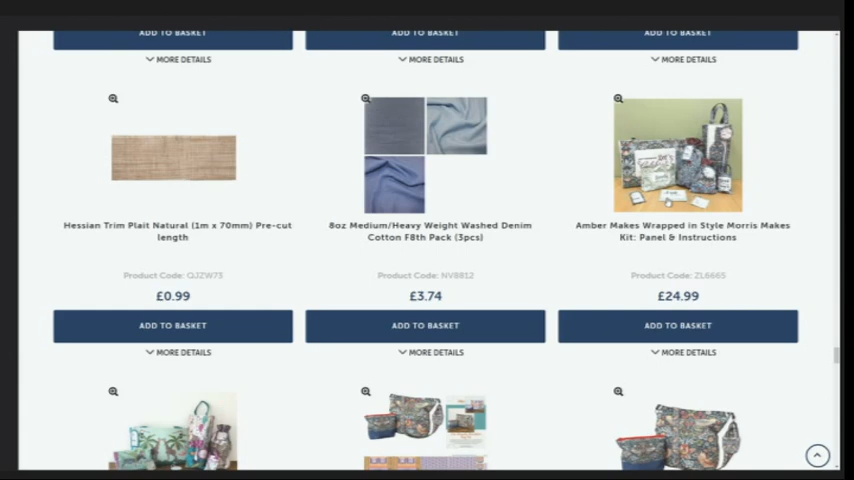 ADD TO BASKET ADD TO BASKET ADD TO BASKET
MORE DETAILS MORE DETAILS MORE DETAILS
Hessian Trim Plait Natural (1m x 70mm) Pre-cut
length
8oz Medium/Heavy Weight Washed Denim
Cotton F8th Pack (3pcs)
Amber Makes Wrapped in Style Morris Makes
Kit: Panel & Instructions
Product Code: QJZW73 Product Code: NV8812 Product Code: ZL6665
£0.99 £3.74 £24.99
ADD TO BASKET ADD TO BASKET ADD TO BASKET
MORE DETAILS MORE DETAILS MORE DETAILS